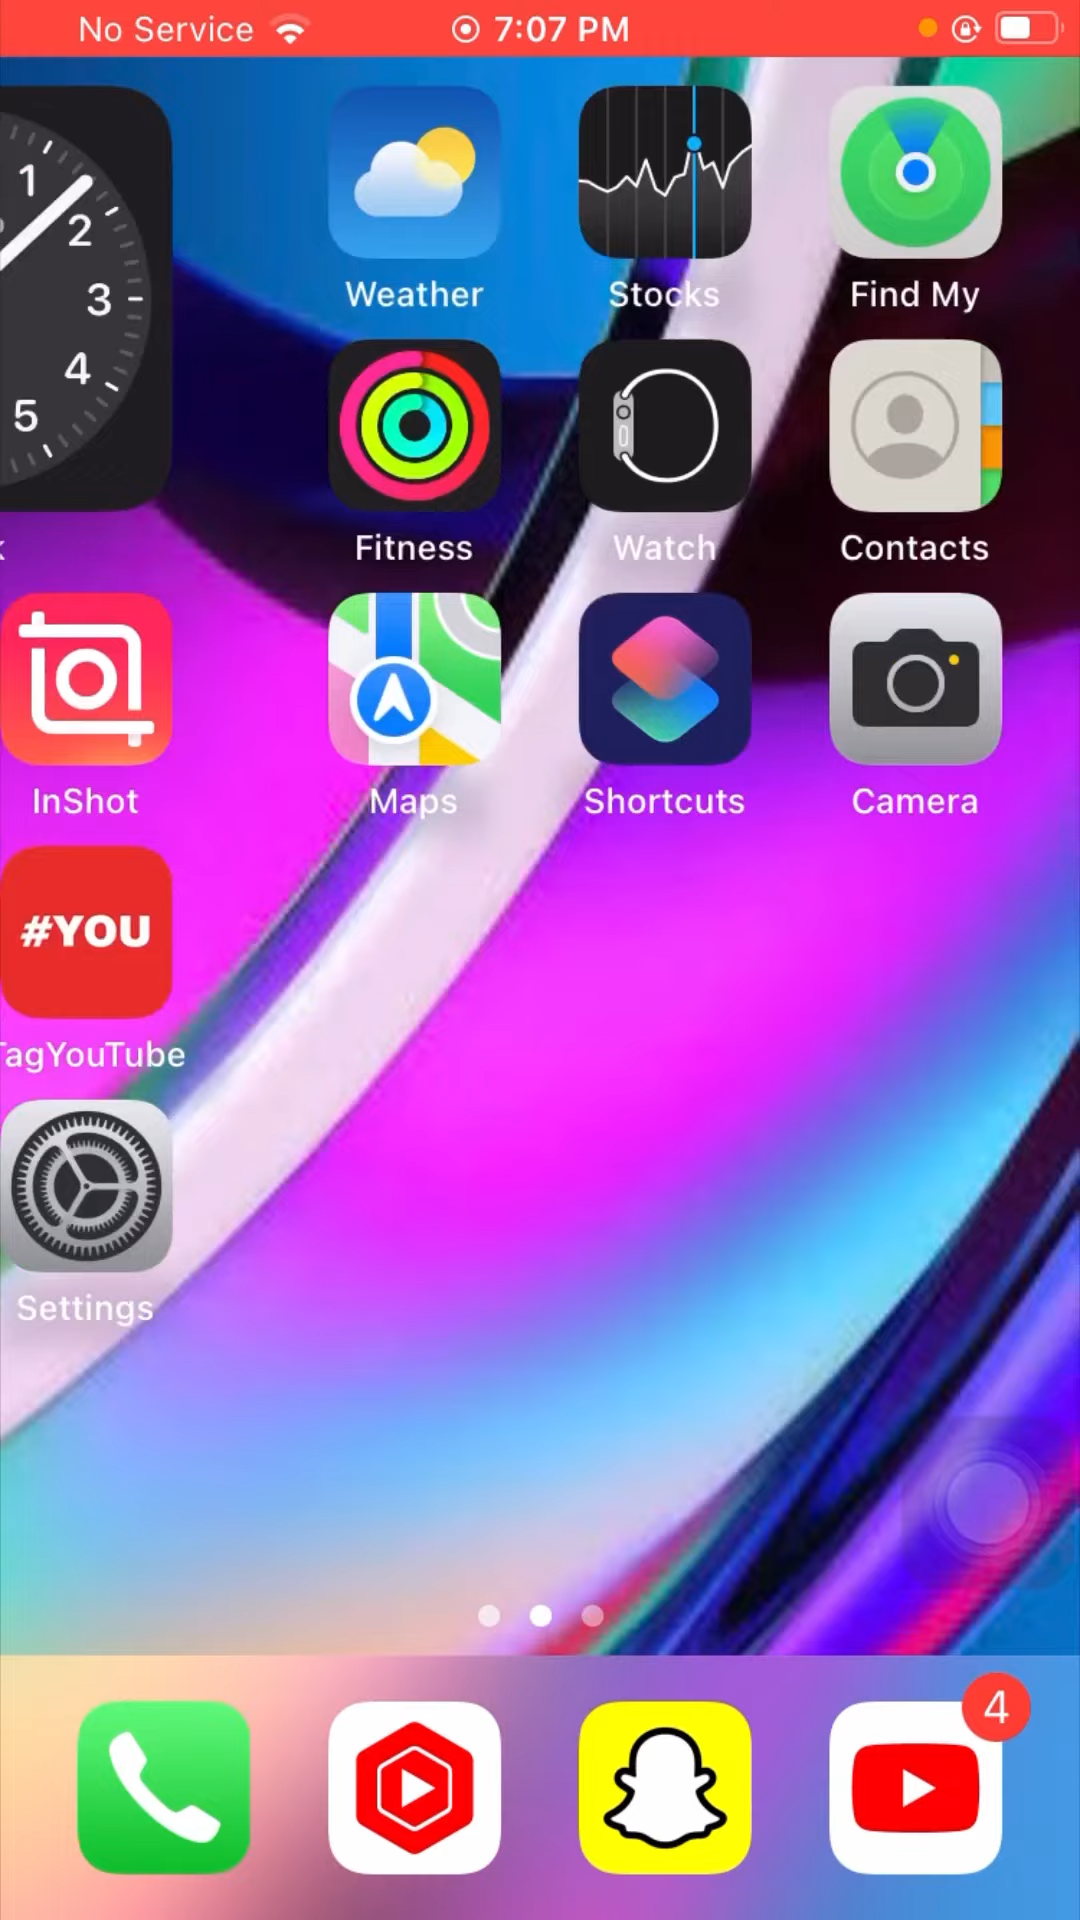 No Service 7:07 PM
1
2
3
4
5
Weather Stocks Find My
Fitness Watch Contacts
InShot Maps Shortcuts Camera
#YOU
TagYouTube
Settings
4